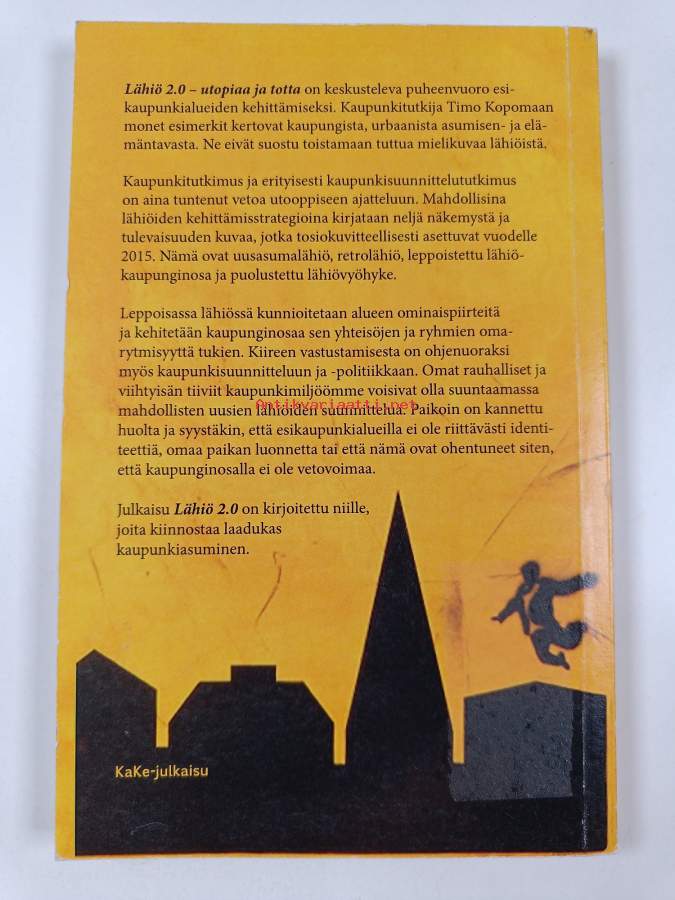 Lähiö 2.0 – utopiaa ja totta on keskusteleva puheenvuoro esi-
kaupunkialueiden kehittämiseksi. Kaupunkitutkija Timo Kopomaan
monet esimerkit kertovat kaupungista, urbaanista asumisen- ja elä-
mäntavasta. Ne eivät suostu toistamaan tuttua mielikuvaa lähiöistä.
Kaupunkitutkimus ja erityisesti kaupunkisuunnittelututkimus
on aina tuntenut vetoa utooppiseen ajatteluun. Mahdollisina
lähiöiden kehittämisstrategioina kirjataan neljä näkemystä ja
tulevaisuuden kuvaa, jotka tosiokuvitteellisesti asettuvat vuodelle
2015. Nämä ovat uusasumalähiö, retrolähiö, leppoistettu lähiö-
kaupunginosa ja puolustettu lähiövyöhyke.
Leppoisassa lähiössä kunnioitetaan alueen ominaispiirteitä
ja kehitetään kaupunginosaa sen yhteisöjen ja ryhmien oma-
rytmisyyttä tukien. Kiireen vastustamisesta on ohjenuoraksi
myös kaupunkisuunnitteluun ja -politiikkaan. Omat rauhalliset ja
viihtyisän tiiviit kaupunkimiljöömme voisivat olla suuntaamassa
Antikvariaatti.net
mahdollisten uusien lähiöiden suunnittelua. Paikoin on kannettu
huolta ja syystäkin, että esikaupunkialueilla ei ole riittävästi identi-
teettiä, omaa paikan luonnetta tai että nämä ovat ohentuneet siten,
että kaupunginosalla ei ole vetovoimaa.
Julkaisu Lähiö 2.0 on kirjoitettu niille,
joita kiinnostaa laadukas
kaupunkiasuminen.
KaKe-julkaisu